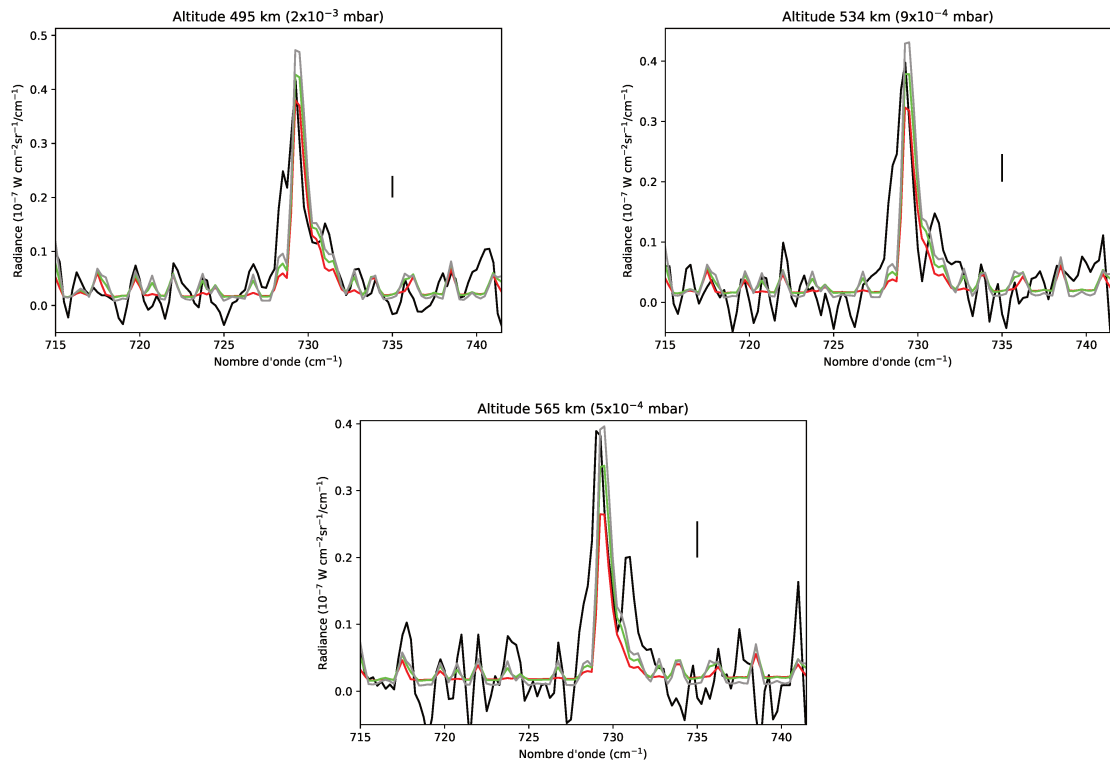 Altitude 495 km (2x10⁻³ mbar)
Radiance (10⁻⁷ W cm⁻²sr⁻¹/cm⁻¹)
0.5
0.4
0.3
0.2
0.1
0.0
715 720 725 730 735 740
Nombre d'onde (cm⁻¹)
Altitude 534 km (9x10⁻⁴ mbar)
Radiance (10⁻⁷ W cm⁻²sr⁻¹/cm⁻¹)
0.4
0.3
0.2
0.1
0.0
715 720 725 730 735 740
Nombre d'onde (cm⁻¹)
Altitude 565 km (5x10⁻⁴ mbar)
Radiance (10⁻⁷ W cm⁻²sr⁻¹/cm⁻¹)
0.4
0.3
0.2
0.1
0.0
715 720 725 730 735 740
Nombre d'onde (cm⁻¹)